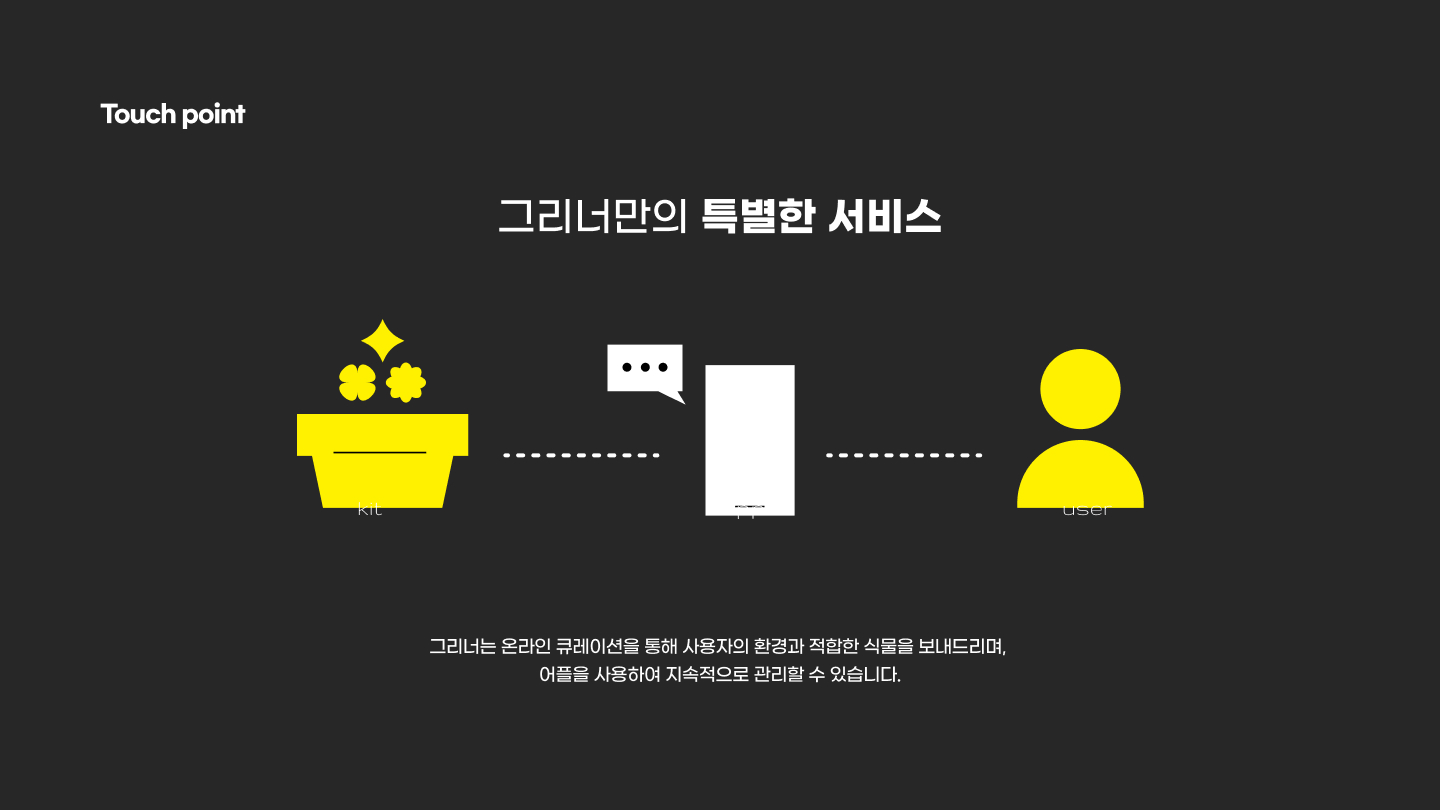 Touch point
그리너만의 특별한 서비스
kit
user
그리너는 온라인 큐레이션을 통해 사용자의 환경과 적합한 식물을 보내드리며,
어플을 사용하여 지속적으로 관리할 수 있습니다.